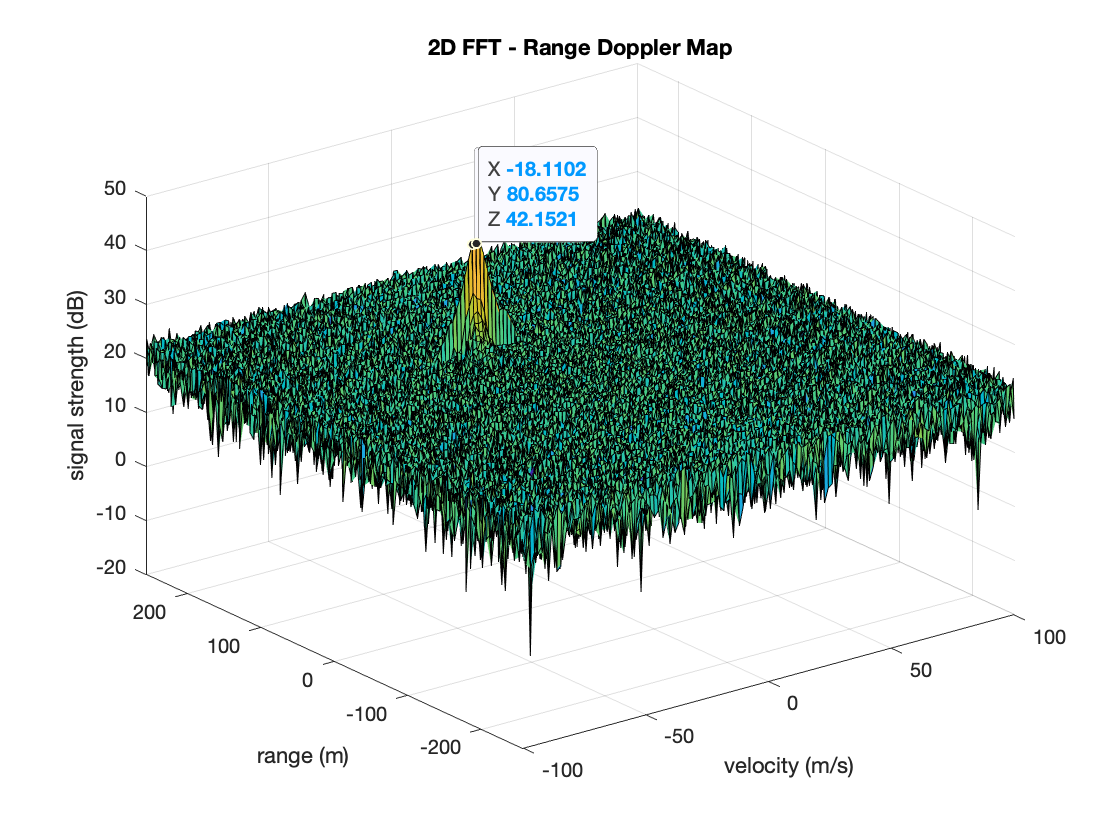 2D FFT - Range Doppler Map
X -18.1102
Y 80.6575
Z 42.1521
50
40
30
20
10
0
-10
-20
signal strength (dB)
200
100
0
-100
-200
range (m)
-100
-50
0
50
100
velocity (m/s)